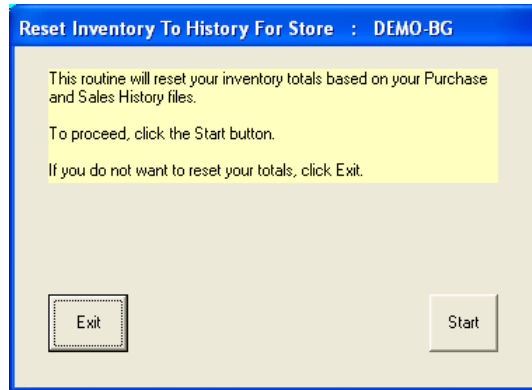 Reset Inventory To History For Store : DEMO-BG
This routine will reset your inventory totals based on your Purchase
and Sales History files.
To proceed, click the Start button.
If you do not want to reset your totals, click Exit.
Exit
Start